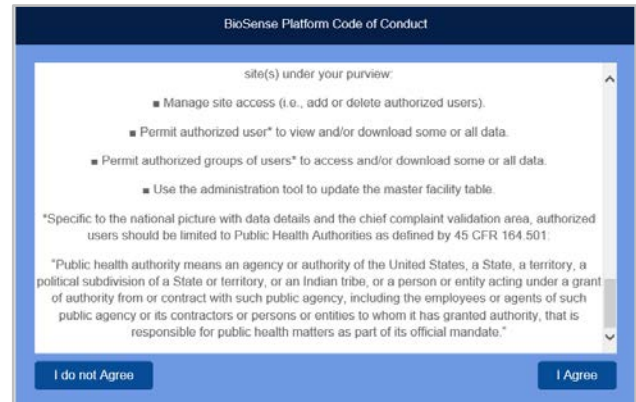 BioSense Platform Code of Conduct
site(s) under your purview:
■ Manage site access (i.e., add or delete authorized users).
■ Permit authorized user* to view and/or download some or all data.
■ Permit authorized groups of users* to access and/or download some or all data.
■ Use the administration tool to update the master facility table.
*Specific to the national picture with data details and the chief complaint validation area, authorized
users should be limited to Public Health Authorities as defined by 45 CFR 164.501:
"Public health authority means an agency or authority of the United States, a State, a territory, a
political subdivision of a State or territory, or an Indian tribe, or a person or entity acting under a grant
of authority from or contract with such public agency, including the employees or agents of such
public agency or its contractors or persons or entities to whom it has granted authority, that is
responsible for public health matters as part of its official mandate."
I do not Agree
I Agree